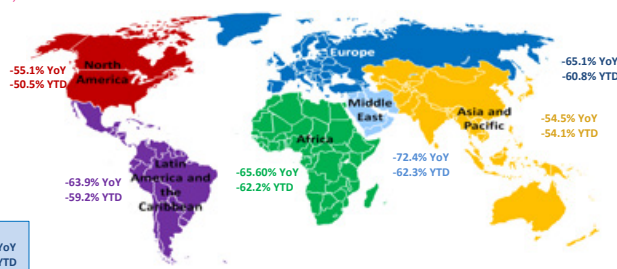 Europe
-65.1% YoY
-60.8% YTD
North
America
-55.1% YoY
-50.5% YTD
Middle
East
Asia and
Pacific
-54.5% YoY
-54.1% YTD
Africa
-72.4% YoY
-62.3% YTD
-65.60% YoY
-62.2% YTD
Latin
America and
the
Caribbean
-63.9% YoY
-59.2% YTD
YoY
YTD